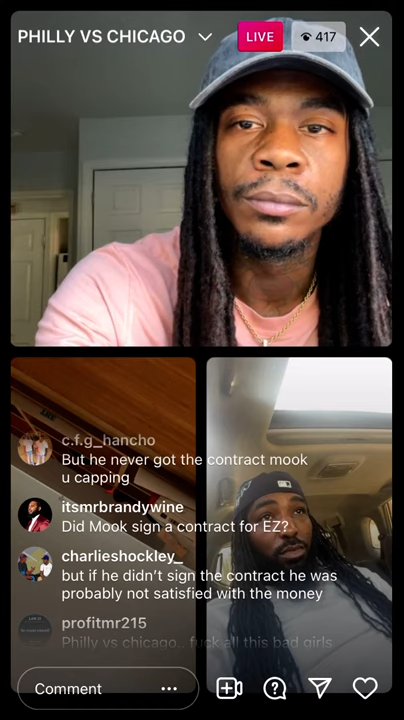 PHILLY VS CHICAGO
LIVE
417
c.f.g_hancho
But he never got the contract mook
u capping
itsmrbrandywine
Did Mook sign a contract for EZ?
charlieshockley_
but if he didn't sign the contract he was
probably not satisfied with the money
profitmr215
Philly vs chicago.. fuck all this bad girls
Comment